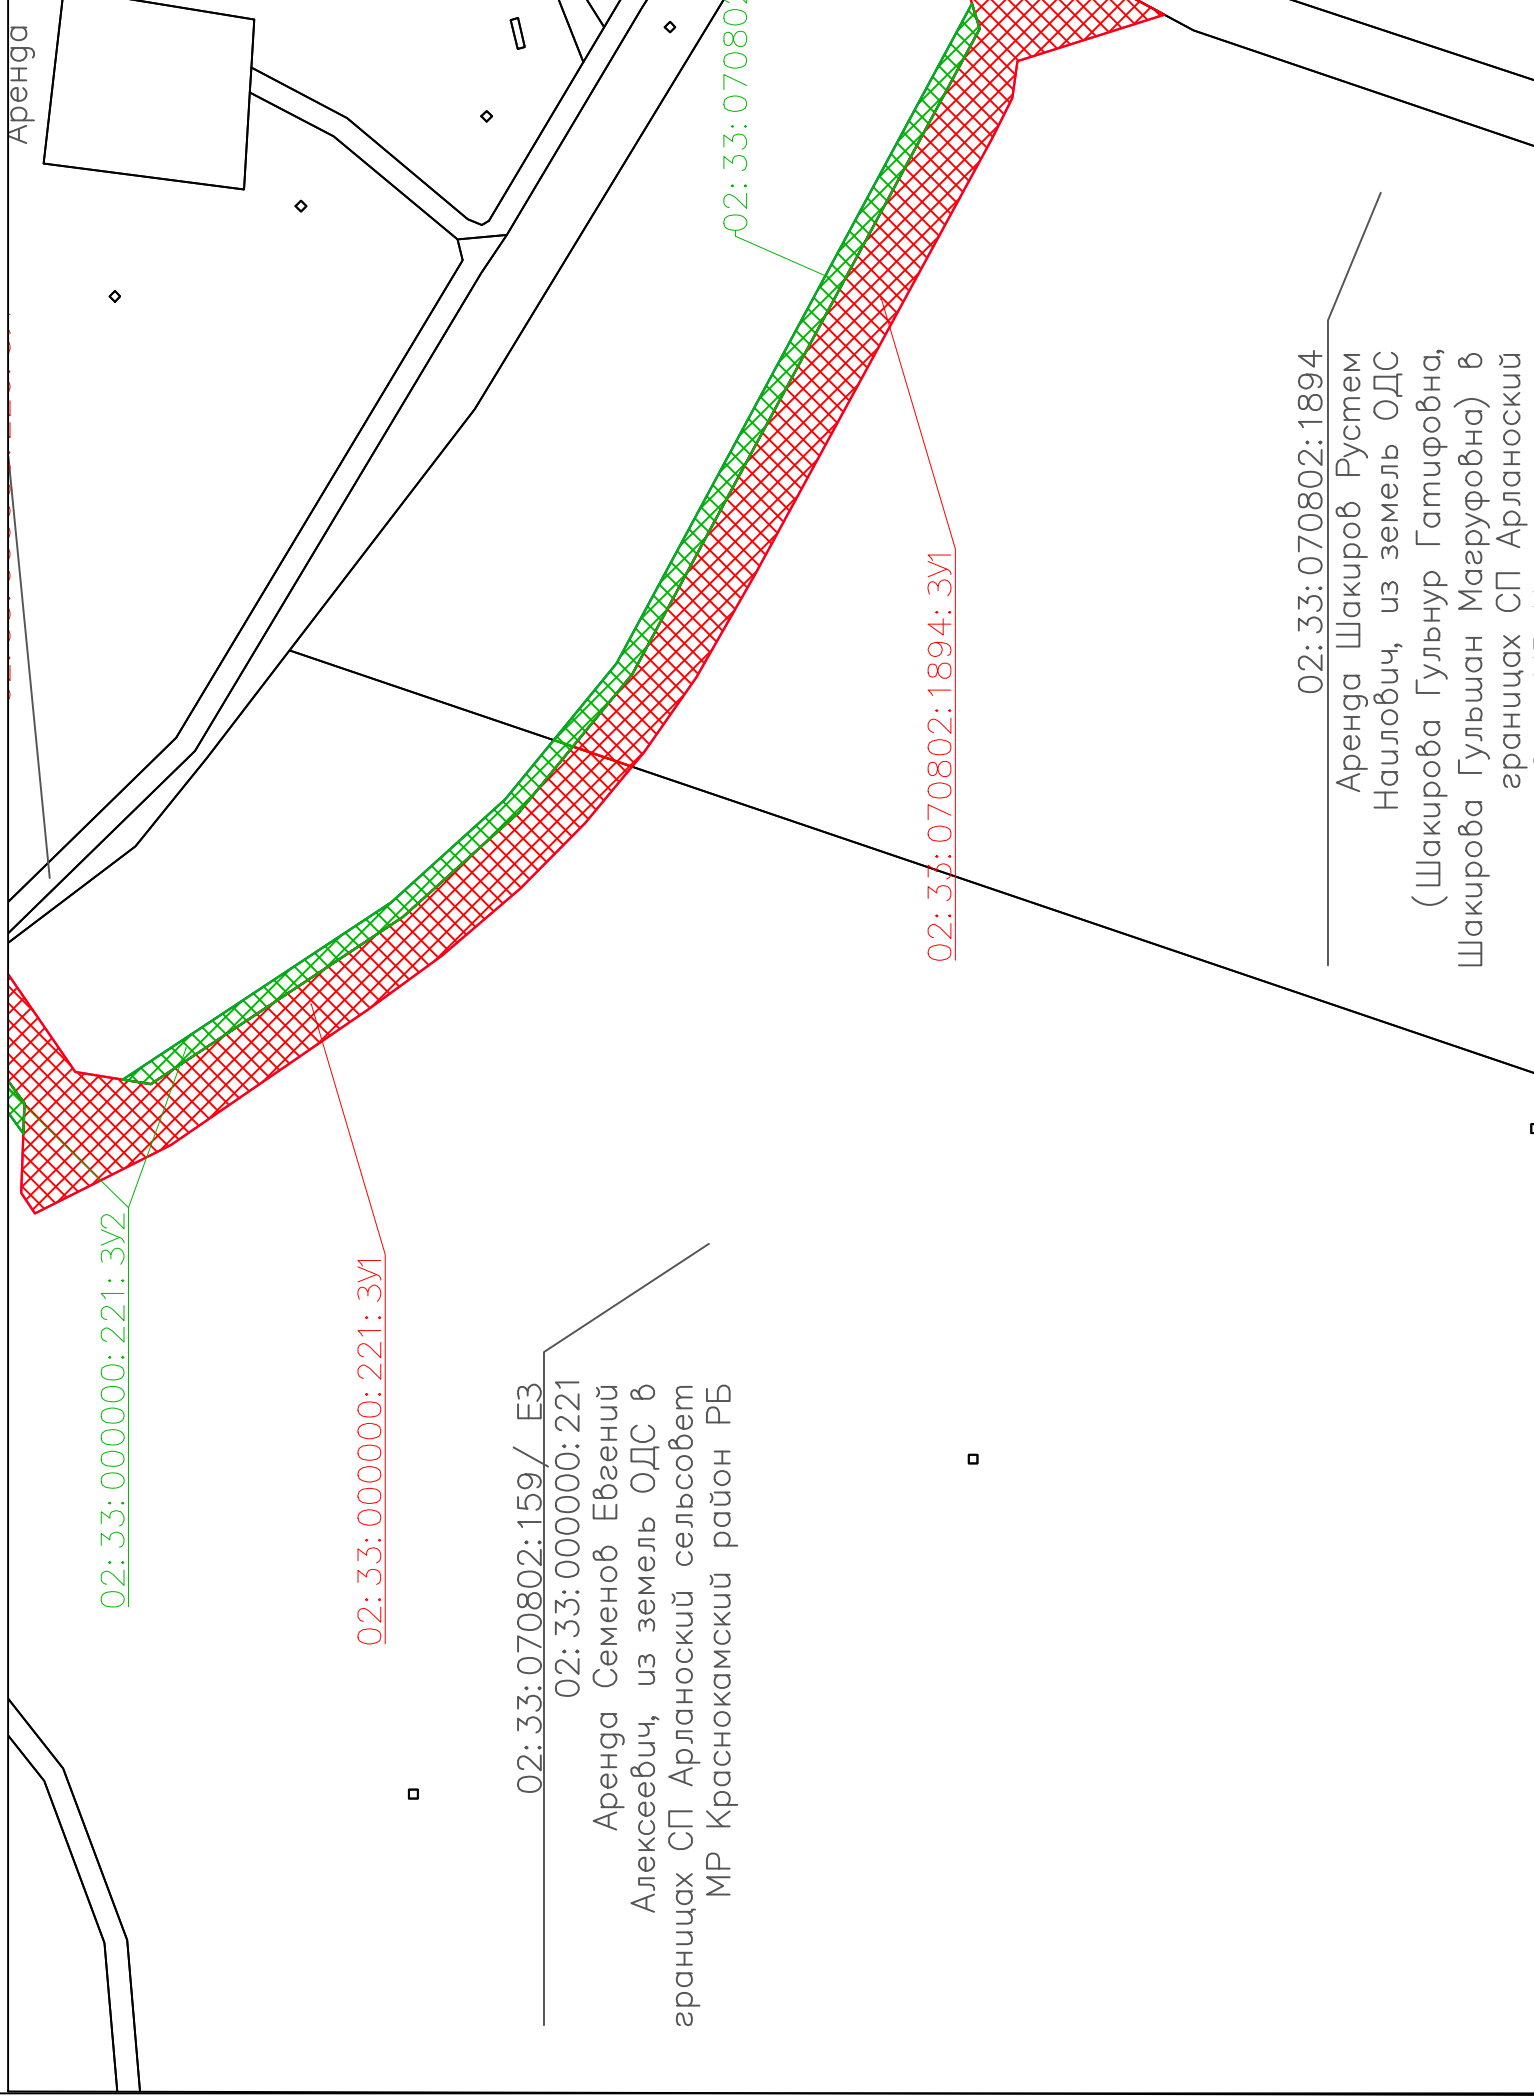 Аренда
02:33:070802
02:33:070802:1894
Аренда Шакиров Рустем
Наилович, из земель ОДС
(Шакирова Гульнур Гатифовна,
Шакирова Гульшан Магруфовна) в
границах СП Арланоский
02:33:070802:1894:ЗУ1
02:33:000000:221:ЗУ2
02:33:000000:221:ЗУ1
02:33:070802:159/ ЕЗ
02:33:000000:221
Аренда Семенов Евгений
Алексеевич, из земель ОДС в
границах СП Арланоский сельсовет
МР Краснокамский район РБ